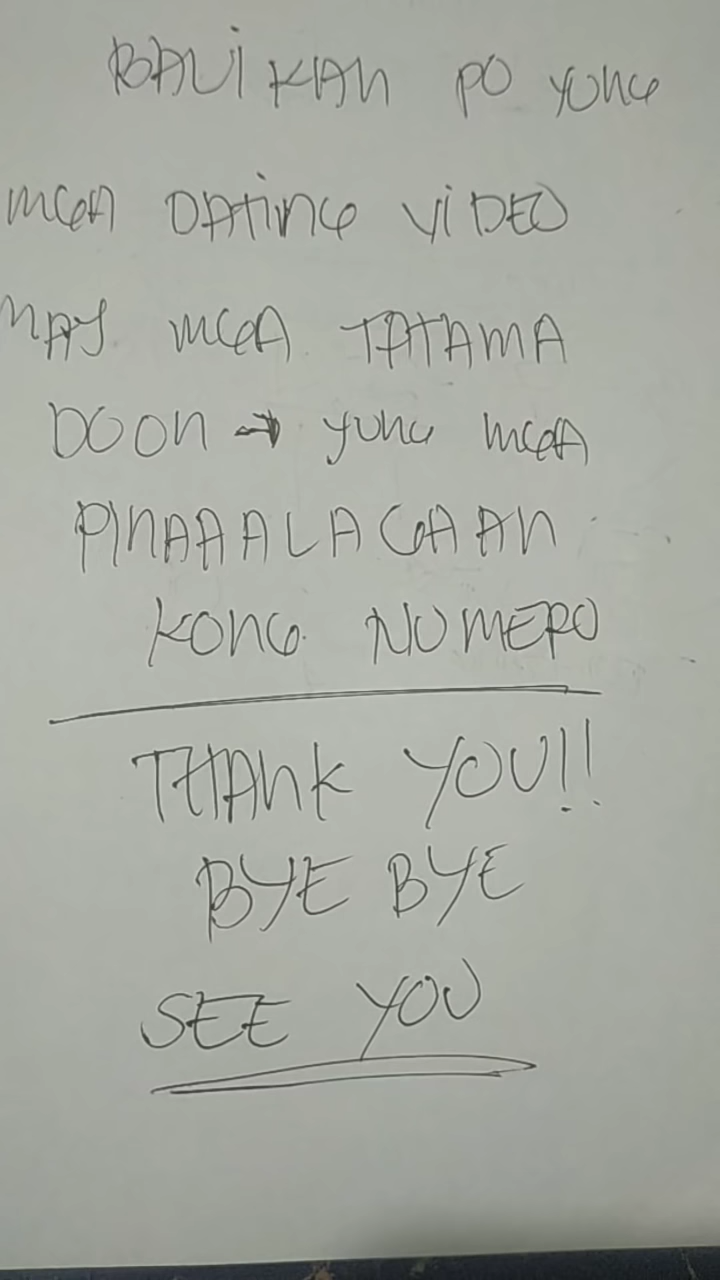 BALIKAN PO YUNG
MGA DATING VIDEO
MAY MGA TATAMA
DOON → YUNG MGA
PINAAALAGAAN
KONG NUMERO
THANK YOU!!
BYE BYE
SEE YOU